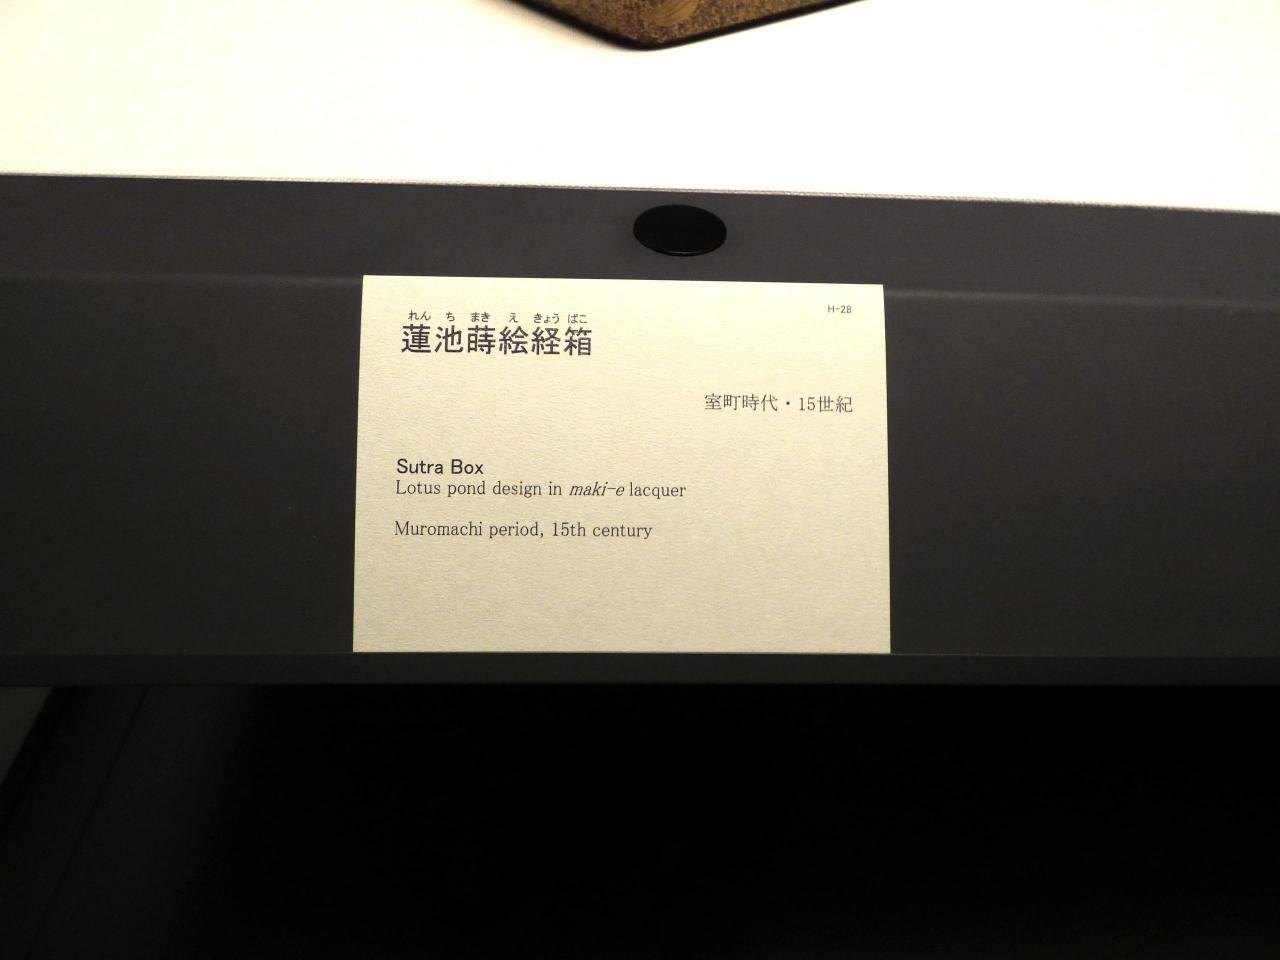 H-28
れん ち まき え きょう ばこ
蓮池蒔絵経箱
室町時代・15世紀
Sutra Box
Lotus pond design in maki-e lacquer
Muromachi period, 15th century